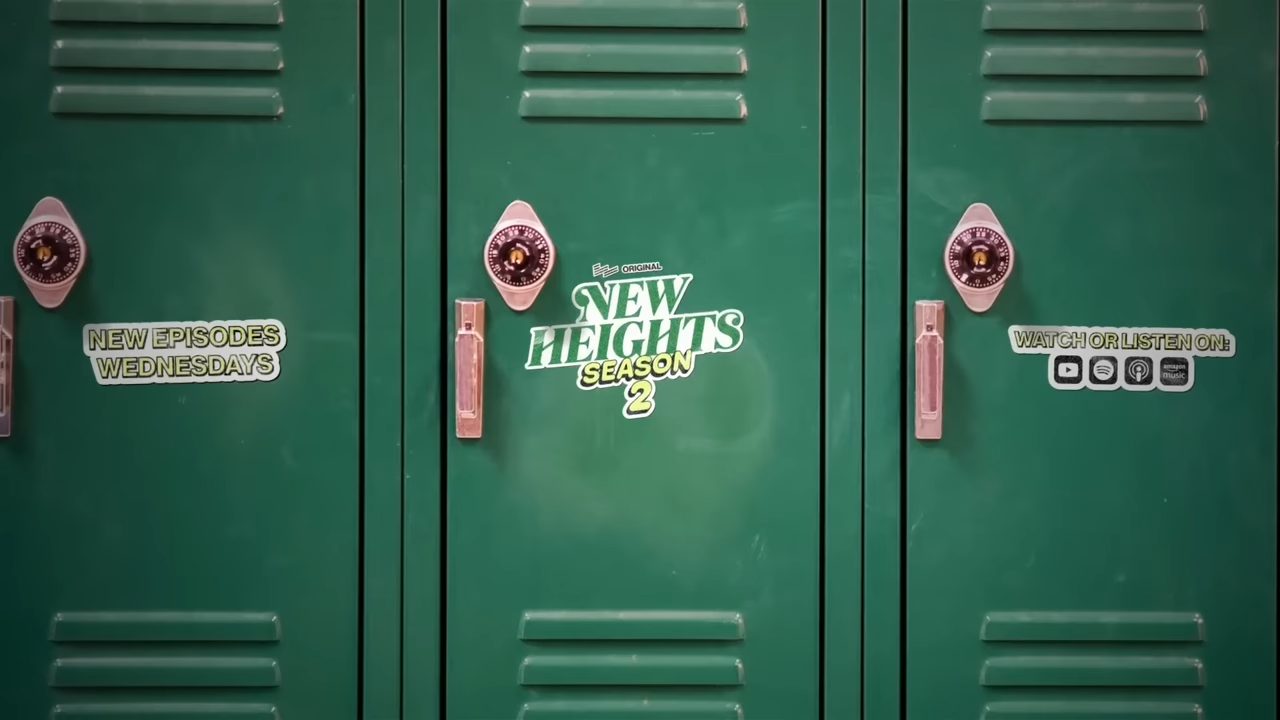 NEW EPISODES
WEDNESDAYS
ORIGINAL
NEW
HEIGHTS
SEASON
2
WATCH OR LISTEN ON:
amazon
music